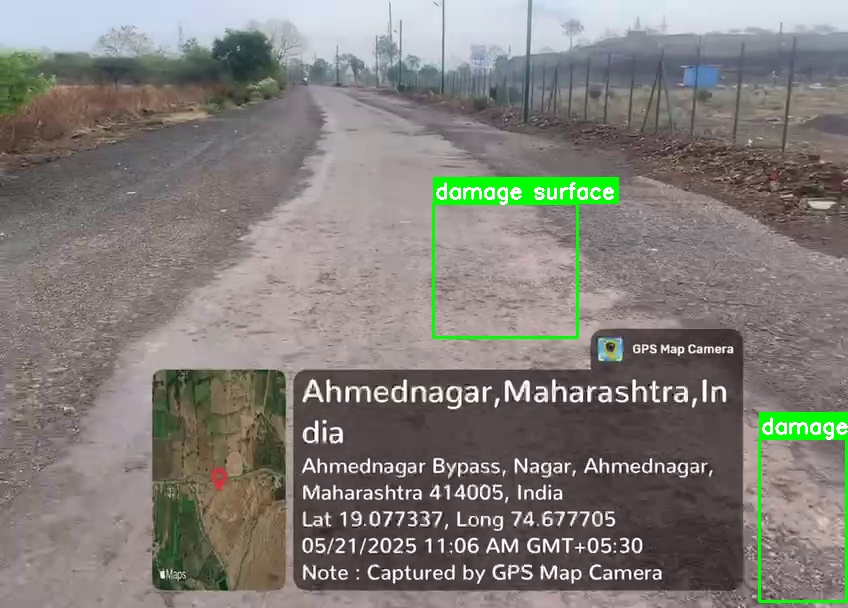 damage surface
GPS Map Camera
Ahmednagar,Maharashtra,In
dia
damage
Ahmednagar Bypass, Nagar, Ahmednagar,
Maharashtra 414005, India
Lat 19.077337, Long 74.677705
05/21/2025 11:06 AM GMT+05:30
Note : Captured by GPS Map Camera
Maps